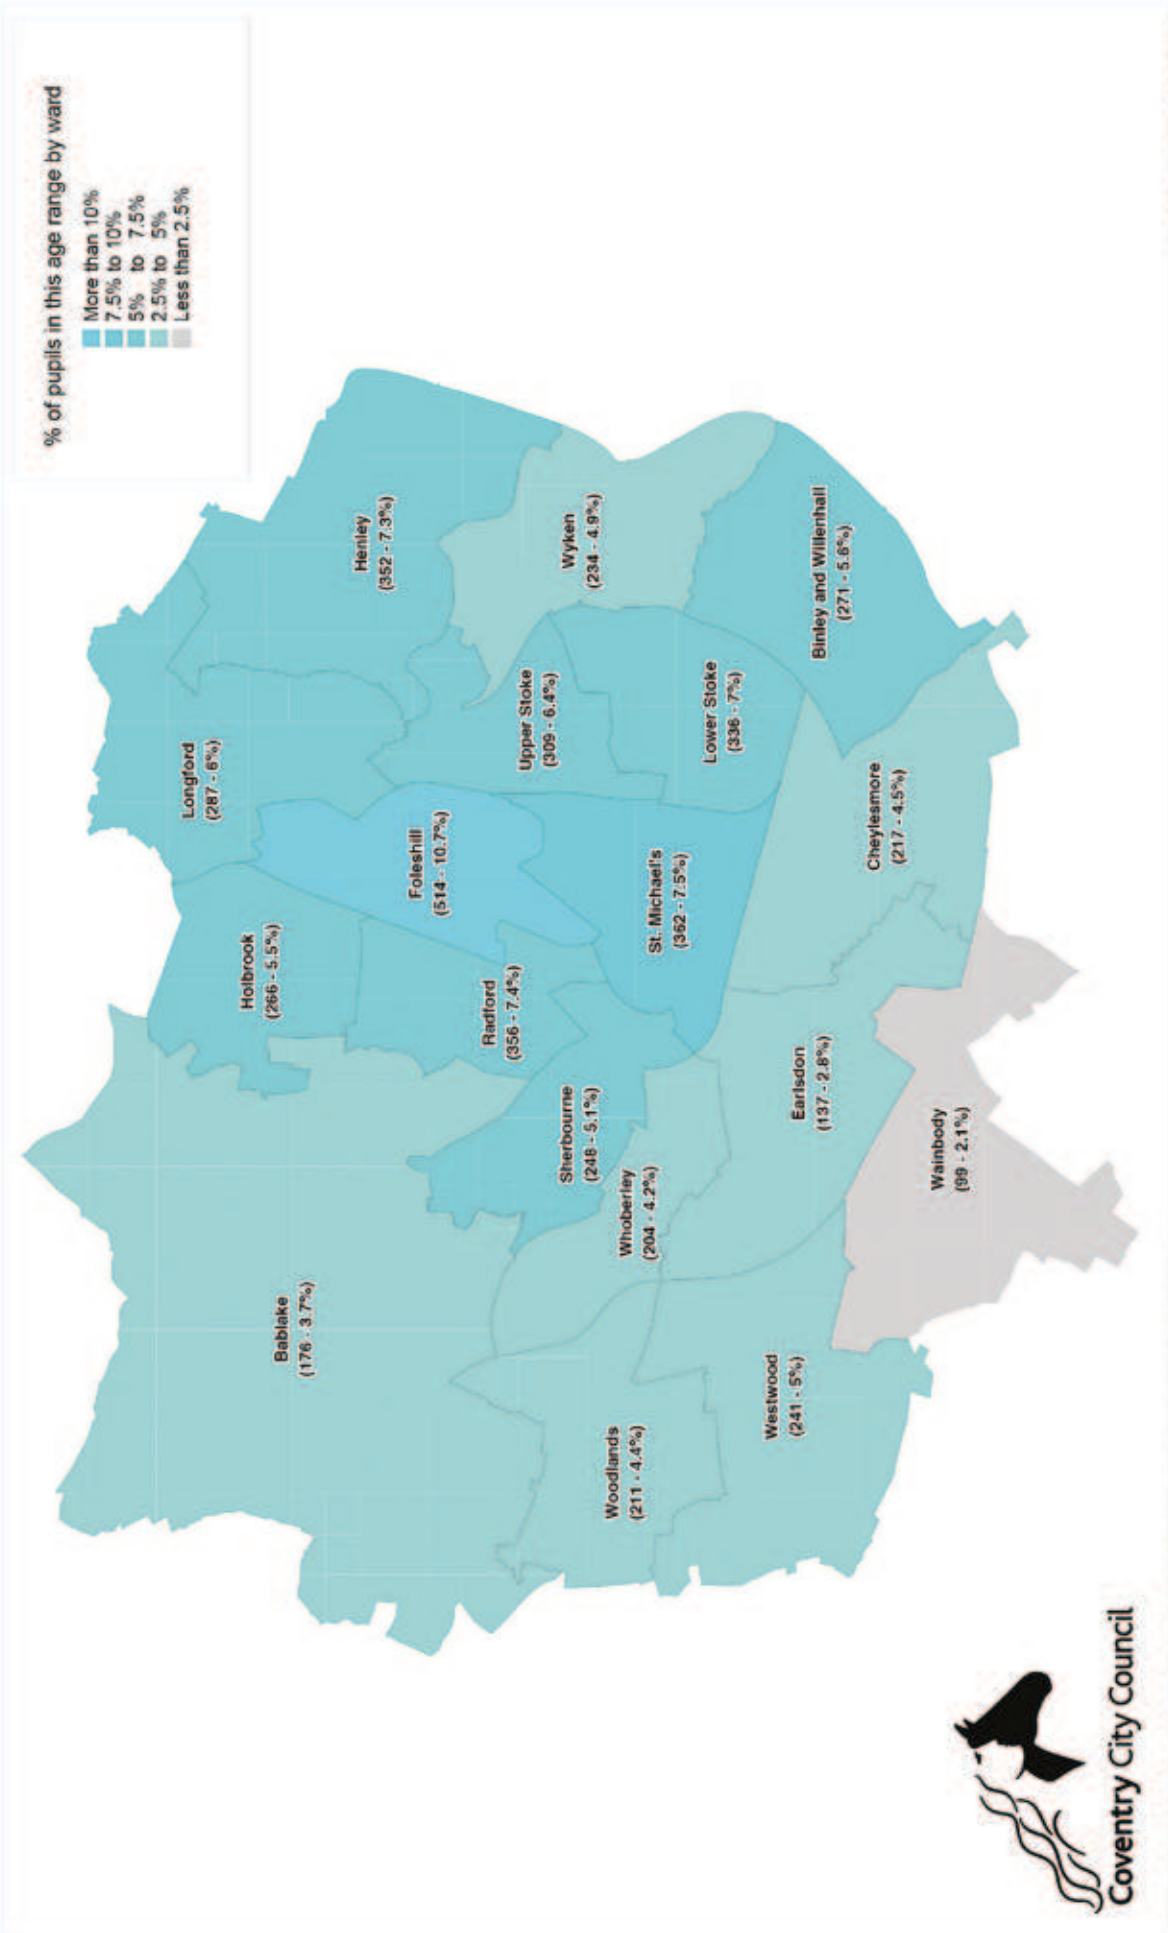 % of pupils in this age range by ward
More than 10%
7.5% to 10%
5% to 7.5%
2.5% to 5%
Less than 2.5%
Longford
(287 - 6%)
Holbrook
(266 - 5.5%)
Bablake
(176 - 3.7%)
Henley
(352 - 7.3%)
Foleshill
(514 - 10.7%)
Radford
(356 - 7.4%)
Upper Stoke
(309 - 6.4%)
Wyken
(234 - 4.9%)
Sherbourne
(248 - 5.1%)
Whoberley
(204 - 4.2%)
Woodlands
(211 - 4.4%)
St. Michael's
(362 - 7.5%)
Lower Stoke
(336 - 7%)
Binley and Willenhall
(271 - 5.6%)
Earlsdon
(137 - 2.8%)
Westwood
(241 - 5%)
Cheylesmore
(217 - 4.5%)
Wainbody
(99 - 2.1%)
Coventry City Council